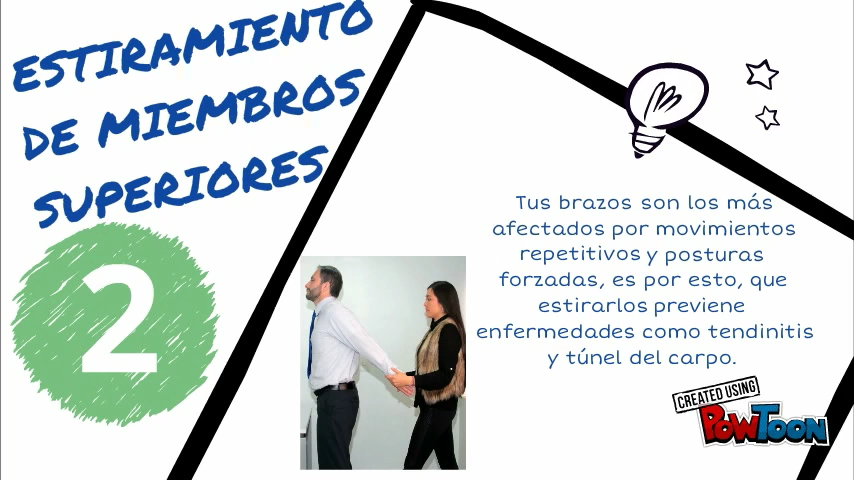 ESTIRAMIENTO
DE MIEMBROS
SUPERIORES
2
Tus brazos son los más
afectados por movimientos
repetitivos y posturas
forzadas, es por esto, que
estirarlos previene
enfermedades como tendinitis
y túnel del carpo.
CREATED USING
POWTOON